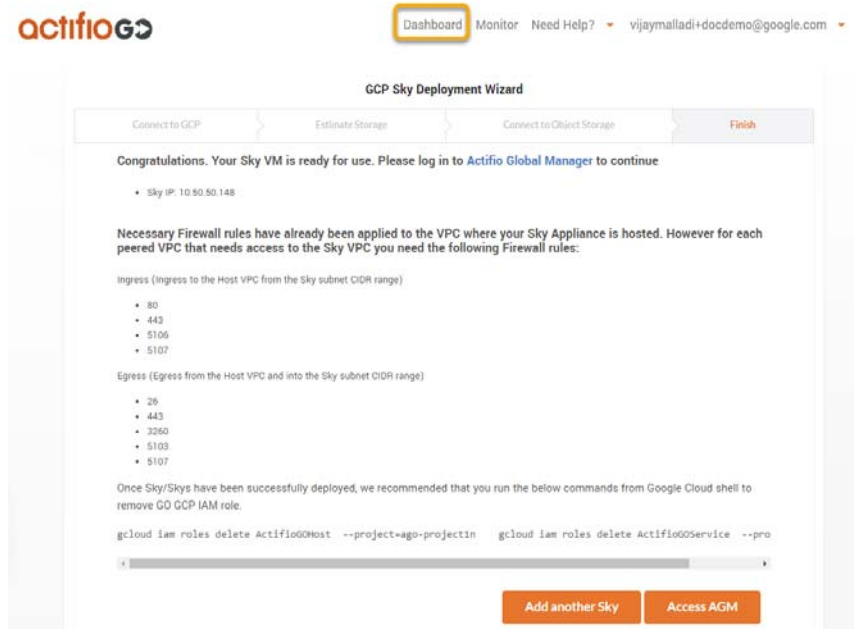 actifioGO
Dashboard Monitor Need Help? vijaymalladi+docdemo@google.com
GCP Sky Deployment Wizard
Connect to GCP Estimate Storage Connect to Object Storage Finish
Congratulations. Your Sky VM is ready for use. Please log in to Actifio Global Manager to continue
• Sky IP: 10.50.50.148
Necessary Firewall rules have already been applied to the VPC where your Sky Appliance is hosted. However for each
peered VPC that needs access to the Sky VPC you need the following Firewall rules:
Ingress (Ingress to the Host VPC from the Sky subnet CIDR range)
• 80
• 443
• 5106
• 5107
Egress (Egress from the Host VPC and into the Sky subnet CIDR range)
• 26
• 443
• 3260
• 5103
• 5107
Once Sky/Skys have been successfully deployed, we recommended that you run the below commands from Google Cloud shell to
remove GO GCP IAM role.
gcloud iam roles delete ActifioGOHost --project=ago-project1n gcloud iam roles delete ActifioGOService --pro
Add another Sky Access AGM